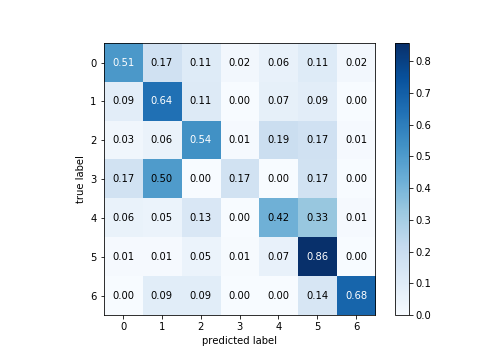 0 0.51 0.17 0.11 0.02 0.06 0.11 0.02
1 0.09 0.64 0.11 0.00 0.07 0.09 0.00
2 0.03 0.06 0.54 0.01 0.19 0.17 0.01
3 0.17 0.50 0.00 0.17 0.00 0.17 0.00
4 0.06 0.05 0.13 0.00 0.42 0.33 0.01
5 0.01 0.01 0.05 0.01 0.07 0.86 0.00
6 0.00 0.09 0.09 0.00 0.00 0.14 0.68
0 1 2 3 4 5 6
predicted label
true label
0.8
0.7
0.6
0.5
0.4
0.3
0.2
0.1
0.0